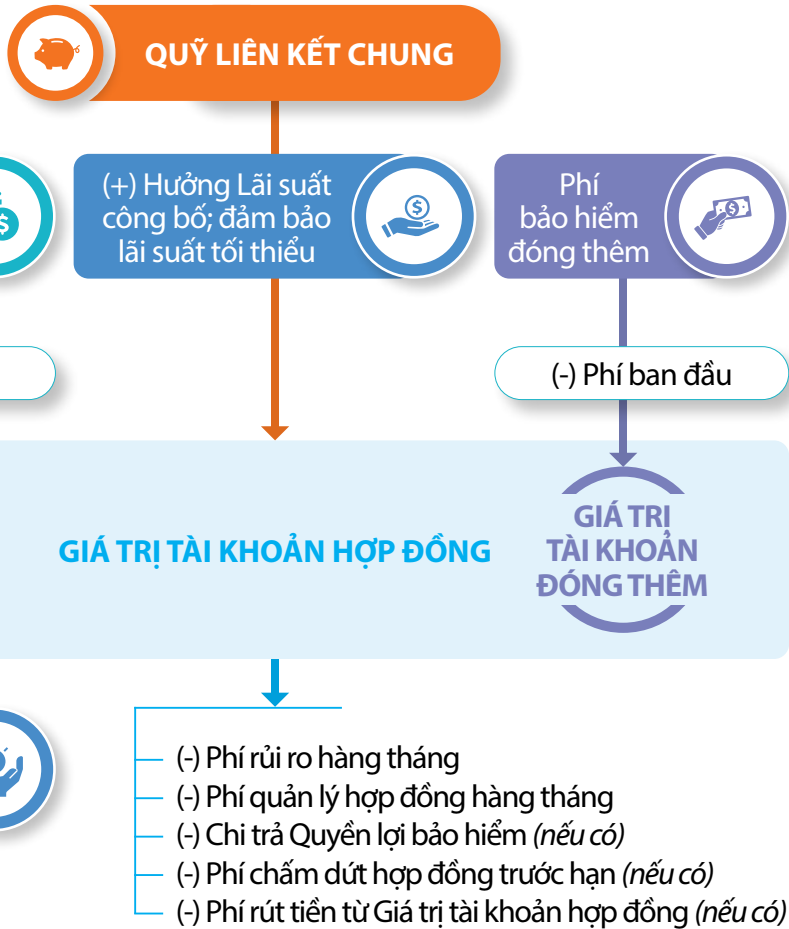 QUỸ LIÊN KẾT CHUNG
(+) Hưởng Lãi suất
công bố; đảm bảo
lãi suất tối thiểu
Phí
bảo hiểm
đóng thêm
(-) Phí ban đầu
GIÁ TRỊ TÀI KHOẢN HỢP ĐỒNG
GIÁ TRỊ
TÀI KHOẢN
ĐÓNG THÊM
(-) Phí rủi ro hàng tháng
(-) Phí quản lý hợp đồng hàng tháng
(-) Chi trả Quyền lợi bảo hiểm (nếu có)
(-) Phí chấm dứt hợp đồng trước hạn (nếu có)
(-) Phí rút tiền từ Giá trị tài khoản hợp đồng (nếu có)